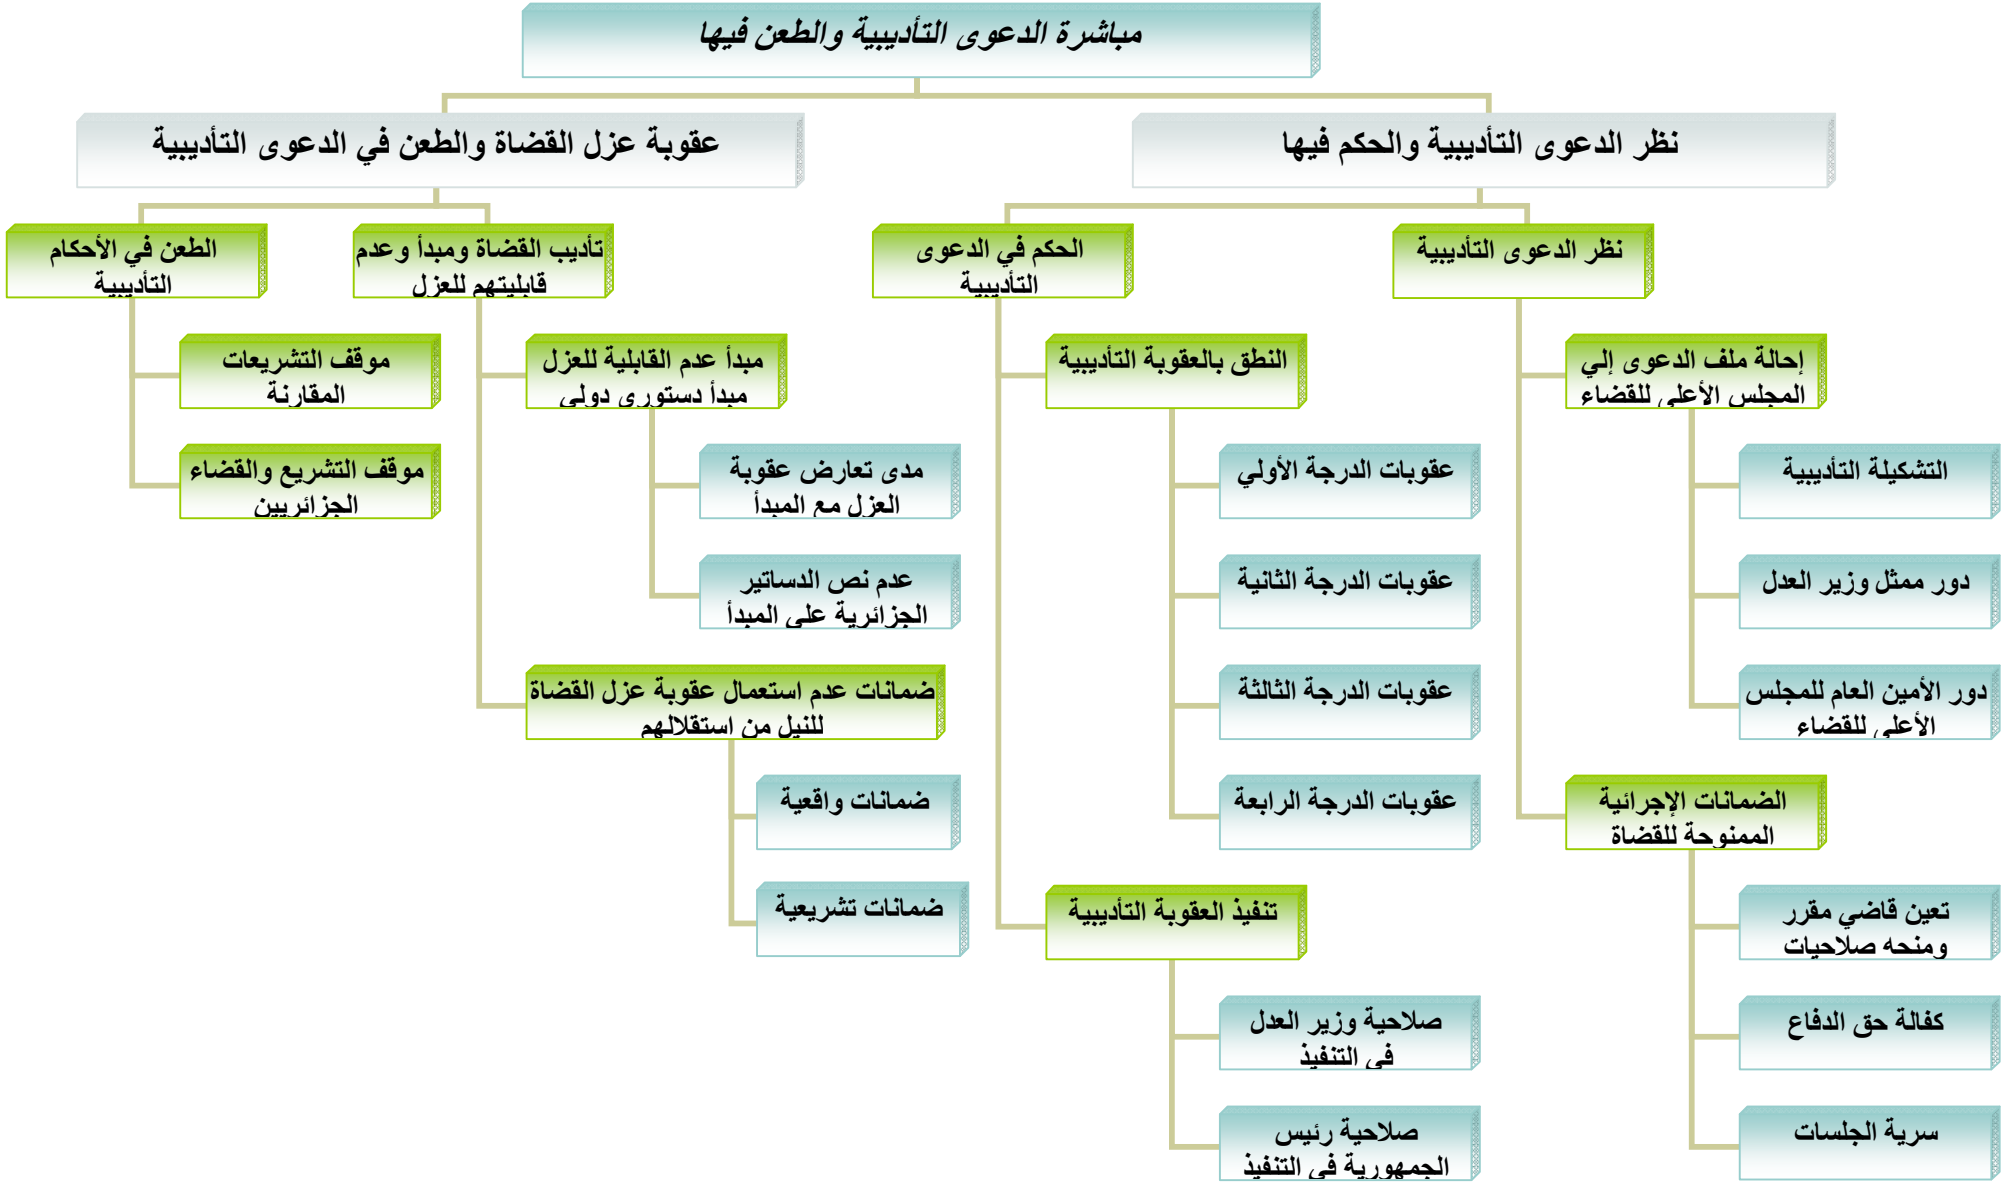 مباشرة الدعوى التأديبية والطعن فيها
نظر الدعوى التأديبية والحكم فيها
عقوبة عزل القضاة والطعن في الدعوى التأديبية
نظر الدعوى التأديبية
الحكم في الدعوى
التأديبية
تأديب القضاة ومبدأ وعدم
قابليتهم للعزل
الطعن في الأحكام
التأديبية
إحالة ملف الدعوى إلي
المجلس الأعلى للقضاء
التشكيلة التأديبية
دور ممثل وزير العدل
دور الأمين العام للمجلس
الأعلى للقضاء
الضمانات الإجرائية
الممنوحة للقضاة
تعين قاضي مقرر
ومنحه صلاحيات
كفالة حق الدفاع
سرية الجلسات
النطق بالعقوبة التأديبية
عقوبات الدرجة الأولي
عقوبات الدرجة الثانية
عقوبات الدرجة الثالثة
عقوبات الدرجة الرابعة
تنفيذ العقوبة التأديبية
صلاحية وزير العدل
في التنفيذ
صلاحية رئيس
الجمهورية في التنفيذ
مبدأ عدم القابلية للعزل
مبدأ دستوري دولي
مدى تعارض عقوبة
العزل مع المبدأ
عدم نص الدساتير
الجزائرية على المبدأ
ضمانات عدم استعمال عقوبة عزل القضاة
للنيل من استقلالهم
ضمانات واقعية
ضمانات تشريعية
موقف التشريعات
المقارنة
موقف التشريع والقضاء
الجزائريين